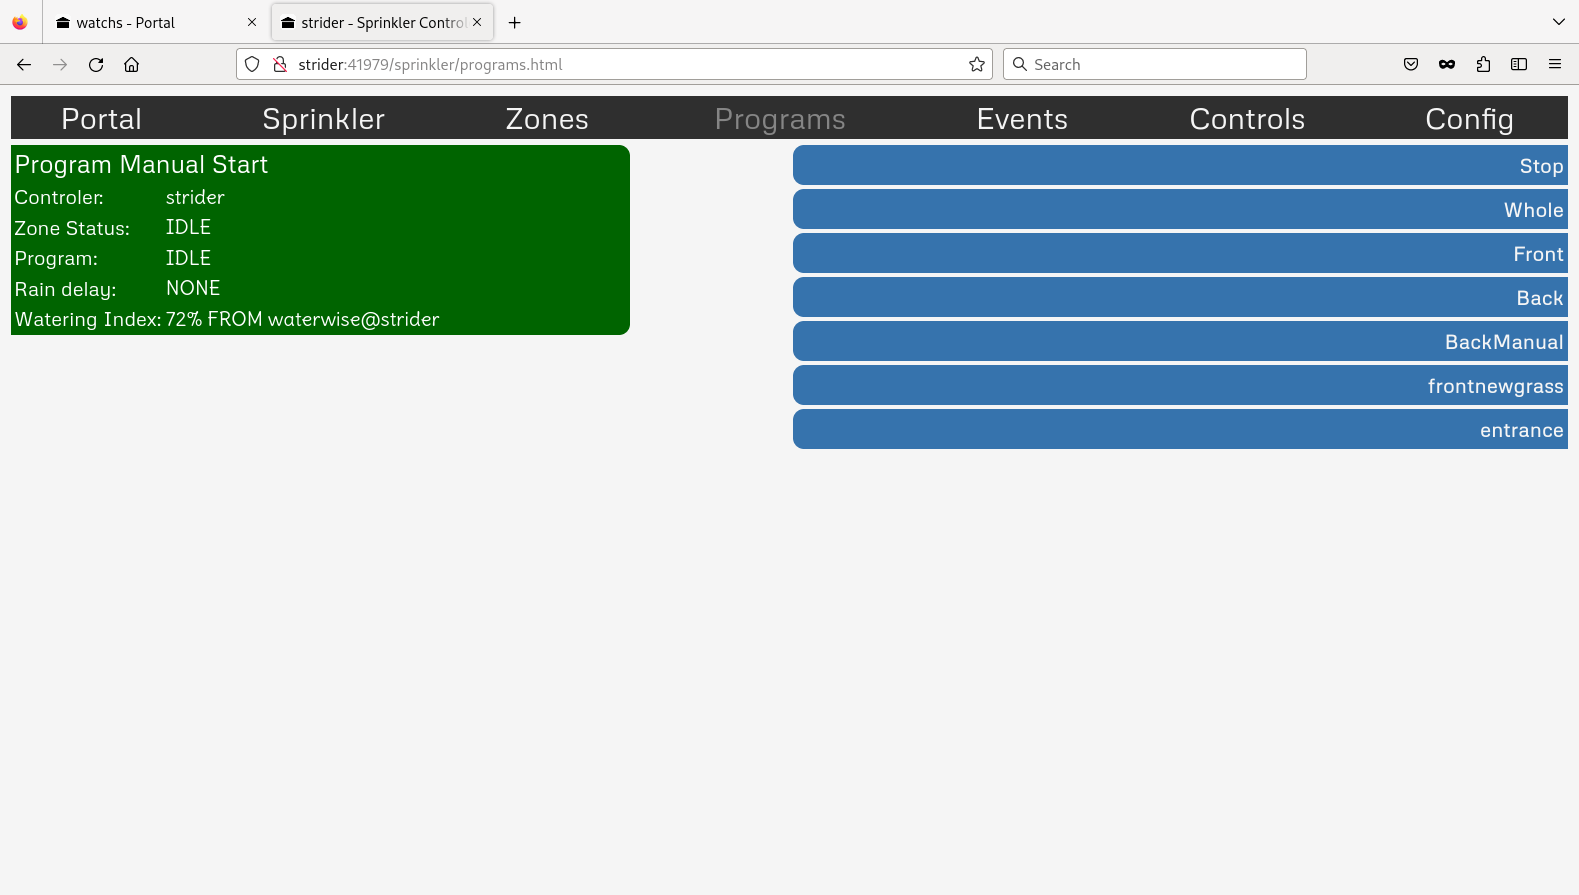 watchs - Portal
strider - Sprinkler Control
strider:41979/sprinkler/programs.html
Search
Portal Sprinkler Zones Programs Events Controls Config
Program Manual Start
Controler: strider
Zone Status: IDLE
Program: IDLE
Rain delay: NONE
Watering Index: 72% FROM waterwise@strider
Stop
Whole
Front
Back
BackManual
frontnewgrass
entrance